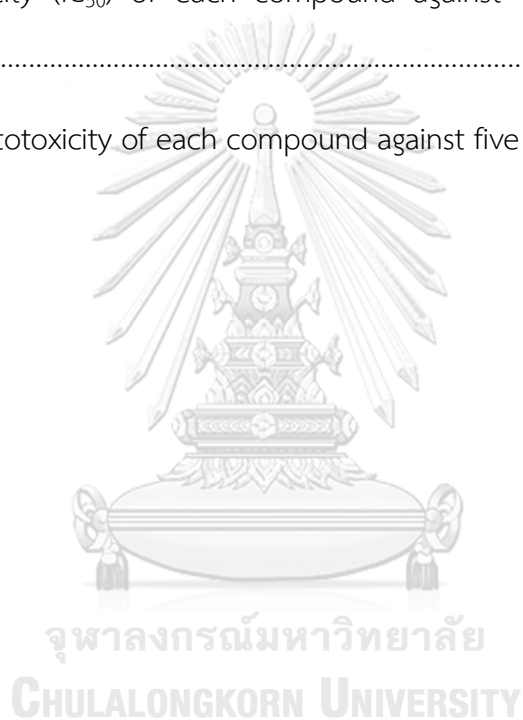 city (IC50) of each compound against
................................................................................
totoxicity of each compound against five
จุฬาลงกรณ์มหาวิทยาลัย
CHULALONGKORN UNIVERSITY